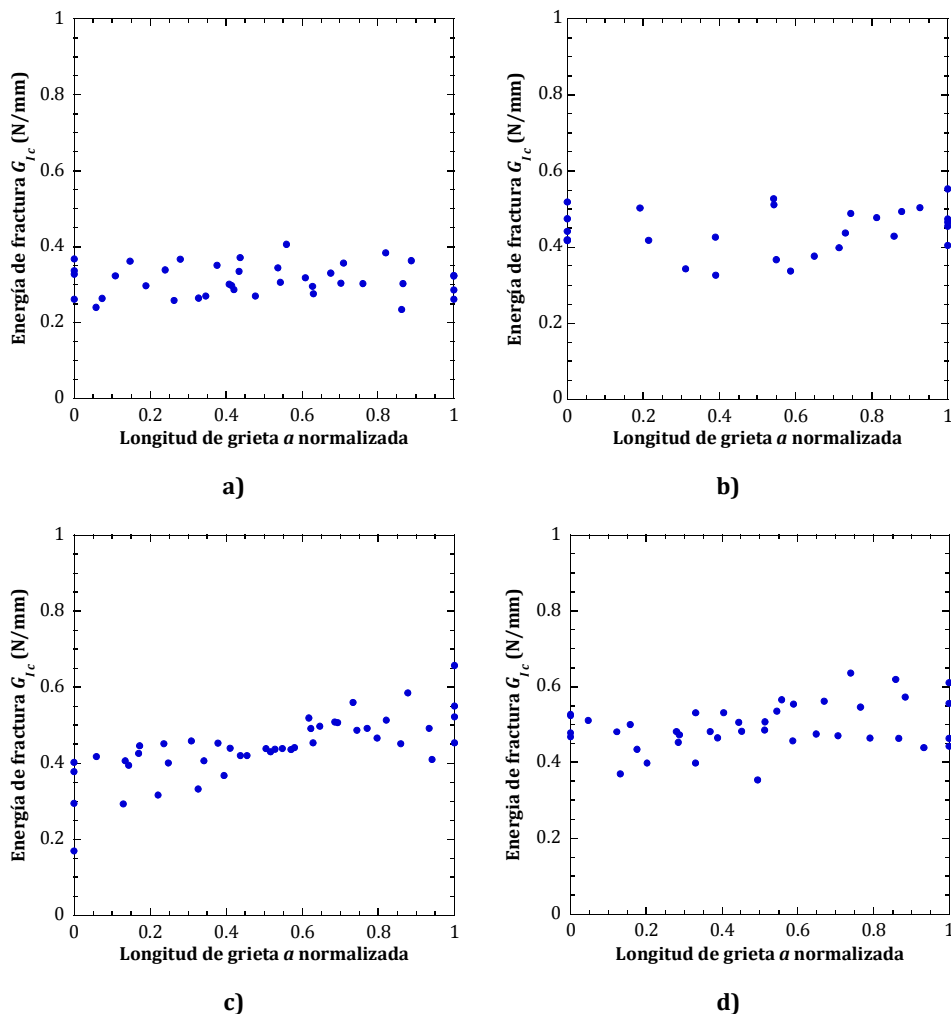 1
0.8
0.6
0.4
0.2
0
0 0.2 0.4 0.6 0.8 1
Energía de fractura G_Ic (N/mm)
Longitud de grieta a normalizada
a)
1
0.8
0.6
0.4
0.2
0
0 0.2 0.4 0.6 0.8 1
Energía de fractura G_Ic (N/mm)
Longitud de grieta a normalizada
b)
1
0.8
0.6
0.4
0.2
0
0 0.2 0.4 0.6 0.8 1
Energía de fractura G_Ic (N/mm)
Longitud de grieta a normalizada
c)
1
0.8
0.6
0.4
0.2
0
0 0.2 0.4 0.6 0.8 1
Energia de fractura G_Ic (N/mm)
Longitud de grieta a normalizada
d)